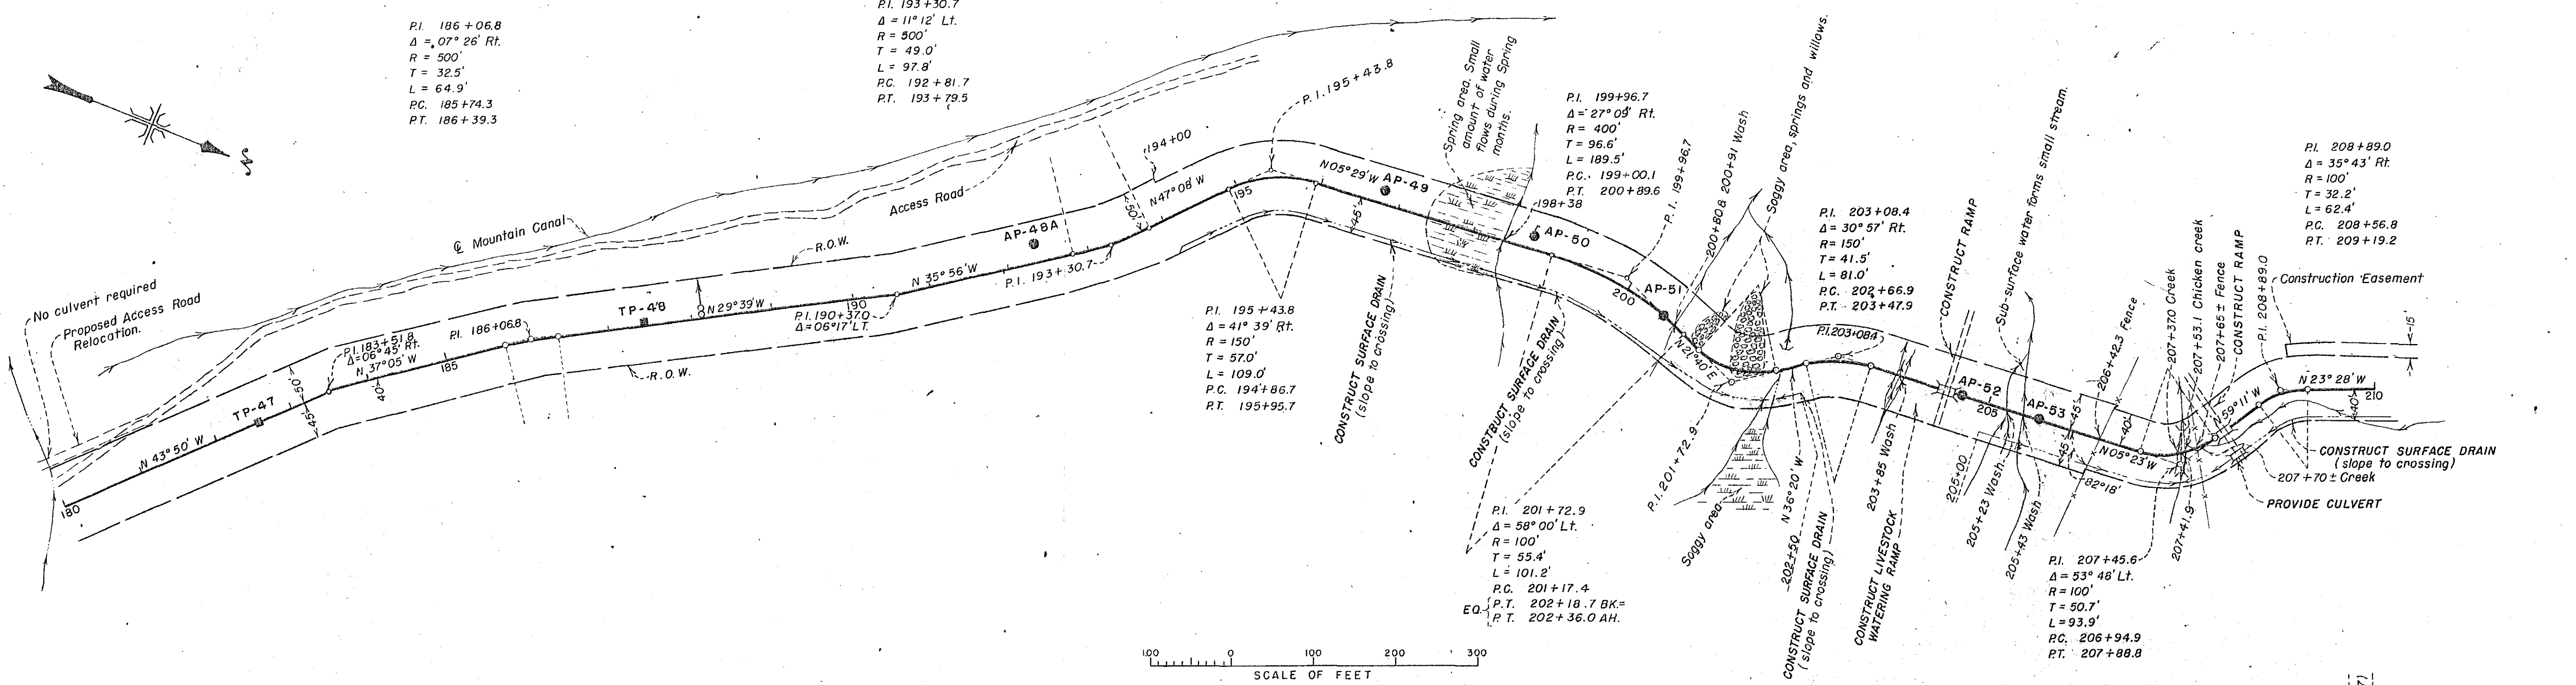 P.I. 186+06.8
Δ = 07° 26' Rt.
R = 500'
T = 32.5'
L = 64.9'
P.C. 185+74.3
P.T. 186+39.3
P.I. 193+30.7
Δ = 11° 12' Lt.
R = 500'
T = 49.0'
L = 97.8'
P.C. 192+81.7
P.T. 193+79.5
P.I. 195+43.8
194+00
Spring area. Small
amount of water
flows during Spring
months.
P.I. 199+96.7
Δ = 27° 09' Rt.
R = 400'
T = 96.6'
L = 189.5'
P.C. 199+00.1
P.T. 200+89.6
198+38
P.I. 199+96.7
200+80 & 200+91 Wash
Soggy area, springs and willows.
P.I. 203+08.4
Δ = 30° 57' Rt.
R = 150'
T = 41.5'
L = 81.0'
P.C. 202+66.9
P.T. 203+47.9
CONSTRUCT RAMP
Sub-surface water forms small stream.
206+42.3 Fence
207+37.0 Creek
207+53.1 Chicken creek
207+65± Fence
CONSTRUCT RAMP
P.I. 208+89.0
P.I. 208+89.0
Δ = 35° 43' Rt.
R = 100'
T = 32.2'
L = 62.4'
P.C. 208+56.8
P.T. 209+19.2
Construction Easement
15'
No culvert required
Proposed Access Road
Relocation.
℄ Mountain Canal
Access Road
R.O.W.
R.O.W.
180
N 43° 50' W
TP-47
50'
45'
P.I. 183+51.8
Δ=06° 45' Rt.
N 37° 05' W
40'
185
P.I. 186+06.8
TP-48
N 29° 39' W
190
P.I. 190+37.0
Δ=06°17' LT.
N 35° 56' W
AP-48A
P.I. 193+30.7
50'
N 47° 08' W
195
N 05° 29' W
AP-49
45'
AP-50
200
AP-51
N 21° 40' E
P.I. 203+08.4
AP-52
205
AP-53
45'
40'
N 05° 23' W
45'
82° 18'
N 59° 11' W
N 23° 28' W
210
40'
P.I. 195+43.8
Δ = 41° 39' Rt.
R = 150'
T = 57.0'
L = 109.0'
P.C. 194+86.7
P.T. 195+95.7
CONSTRUCT SURFACE DRAIN
(slope to crossing)
CONSTRUCT SURFACE DRAIN
(slope to crossing)
P.I. 201+72.9
Δ = 58° 00' Lt.
R = 100'
T = 55.4'
L = 101.2'
P.C. 201+17.4
EQ. P.T. 202+18.7 BK.=
P.T. 202+36.0 AH.
P.I. 201+72.9
Soggy area
N 36° 20' W
202+50
CONSTRUCT SURFACE DRAIN
(slope to crossing)
203+85 Wash
CONSTRUCT LIVESTOCK
WATERING RAMP
205+00
205+23 Wash
205+43 Wash
207+41.9
P.I. 207+45.6
Δ = 53° 48' Lt.
R = 100'
T = 50.7'
L = 93.9'
P.C. 206+94.9
P.T. 207+88.8
CONSTRUCT SURFACE DRAIN
(slope to crossing)
207+70± Creek
PROVIDE CULVERT
100 0 100 200 300
SCALE OF FEET